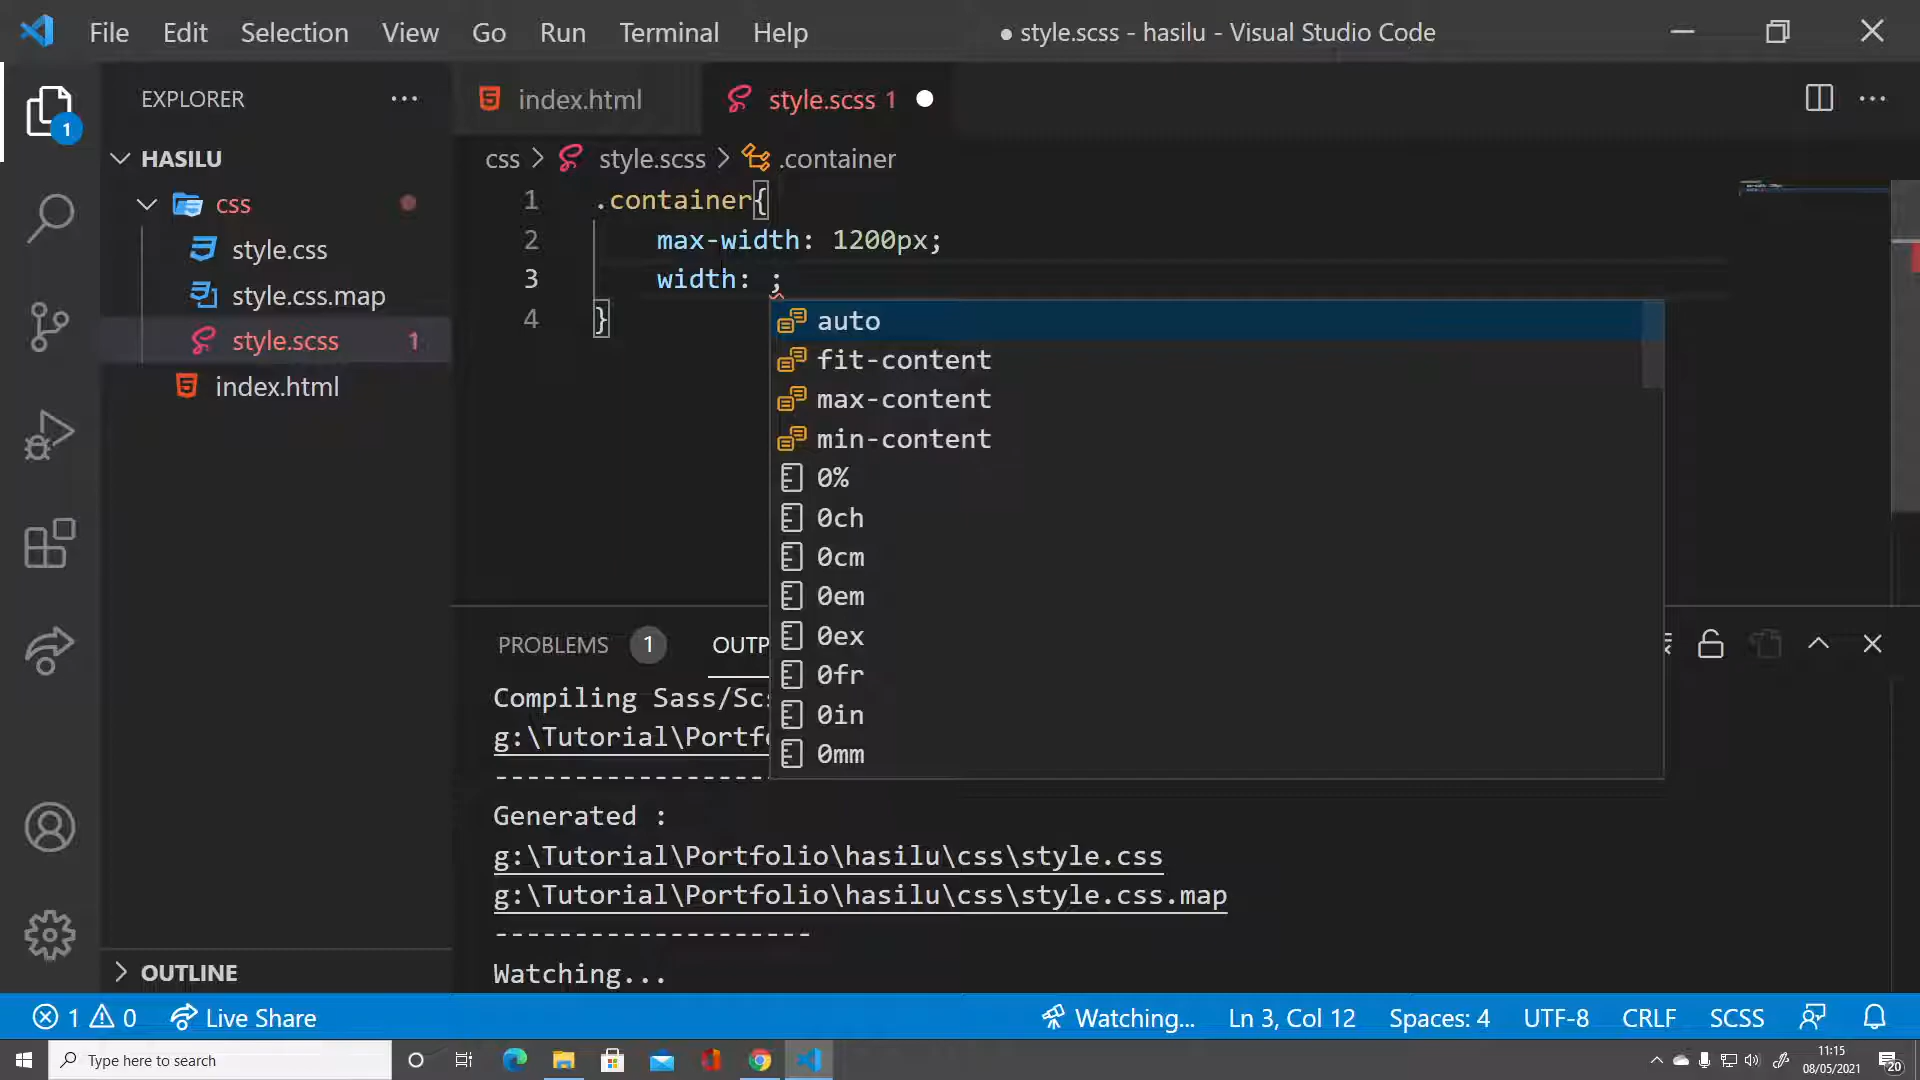 File Edit Selection View Go Run Terminal Help
● style.scss - hasilu - Visual Studio Code
1
EXPLORER
HASILU
css
style.css
style.css.map
style.scss 1
index.html
OUTLINE
index.html
style.scss 1
css > style.scss > .container
1 .container{
2 max-width: 1200px;
3 width: ;
4 }
auto
fit-content
max-content
min-content
0%
0ch
0cm
0em
0ex
0fr
0in
0mm
PROBLEMS 1 OUTP
Compiling Sass/Sc
g:\Tutorial\Portf
-----------------
Generated :
g:\Tutorial\Portfolio\hasilu\css\style.css
g:\Tutorial\Portfolio\hasilu\css\style.css.map
--------------------
Watching...
1 0 Live Share
Watching... Ln 3, Col 12 Spaces: 4 UTF-8 CRLF SCSS
Type here to search
11:15
08/05/2021
20